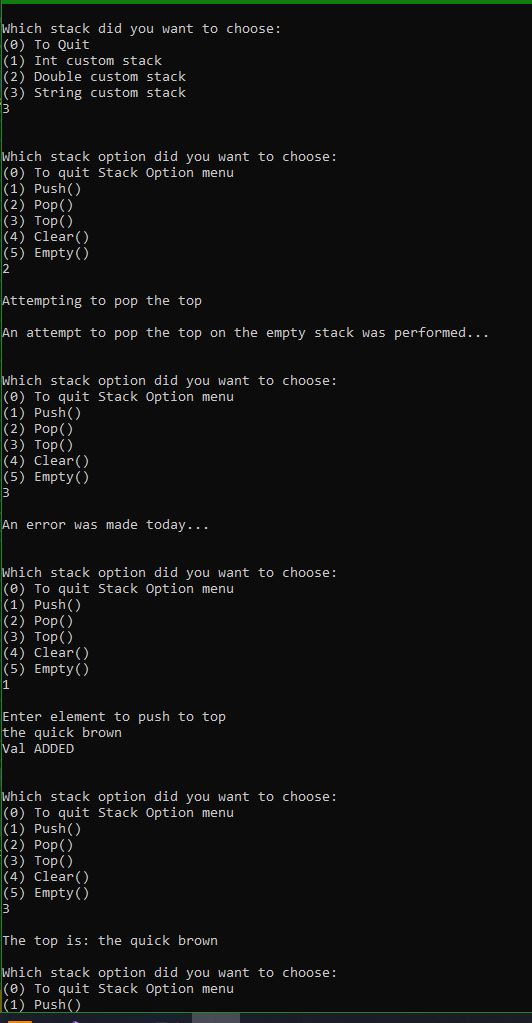 Which stack did you want to choose:
(0) To Quit
(1) Int custom stack
(2) Double custom stack
(3) String custom stack
3
Which stack option did you want to choose:
(0) To quit Stack Option menu
(1) Push()
(2) Pop()
(3) Top()
(4) Clear()
(5) Empty()
2
Attempting to pop the top
An attempt to pop the top on the empty stack was performed...
Which stack option did you want to choose:
(0) To quit Stack Option menu
(1) Push()
(2) Pop()
(3) Top()
(4) Clear()
(5) Empty()
3
An error was made today...
Which stack option did you want to choose:
(0) To quit Stack Option menu
(1) Push()
(2) Pop()
(3) Top()
(4) Clear()
(5) Empty()
1
Enter element to push to top
the quick brown
Val ADDED
Which stack option did you want to choose:
(0) To quit Stack Option menu
(1) Push()
(2) Pop()
(3) Top()
(4) Clear()
(5) Empty()
3
The top is: the quick brown
Which stack option did you want to choose:
(0) To quit Stack Option menu
(1) Push()